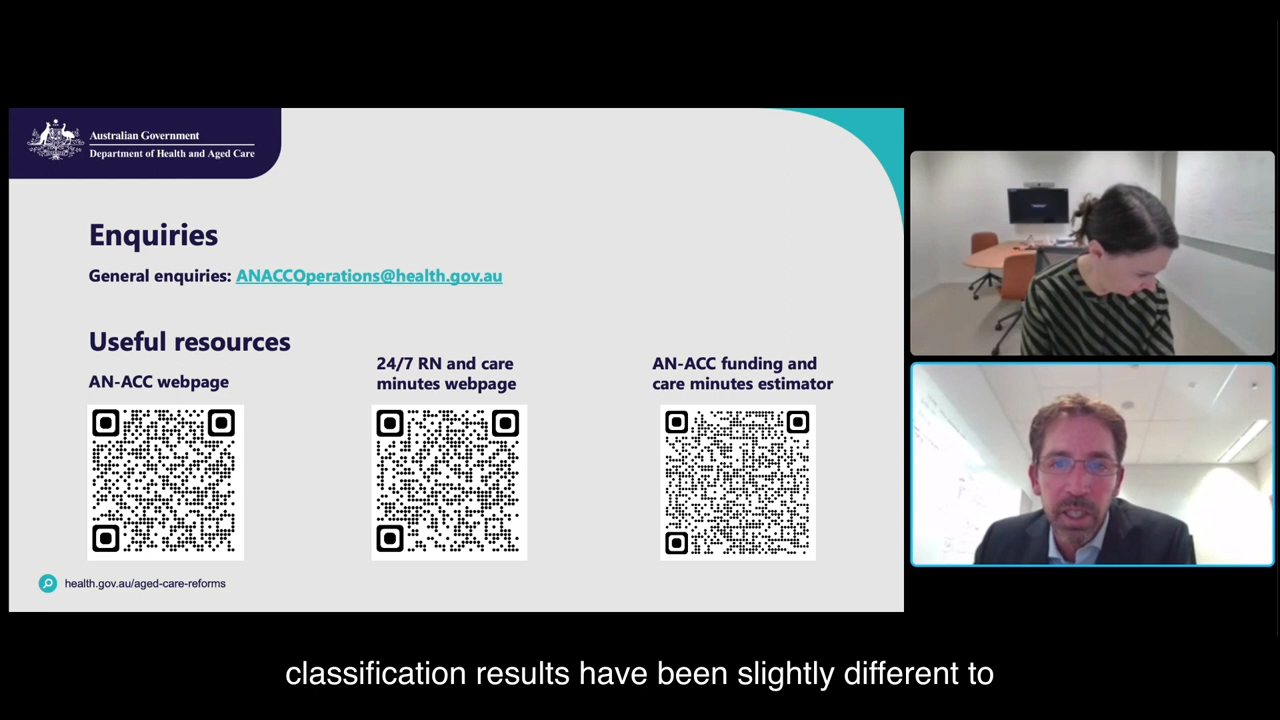 Australian Government
Department of Health and Aged Care
Enquiries
General enquiries: ANACCOperations@health.gov.au
Useful resources
AN-ACC webpage
24/7 RN and care
minutes webpage
AN-ACC funding and
care minutes estimator
health.gov.au/aged-care-reforms
classification results have been slightly different to